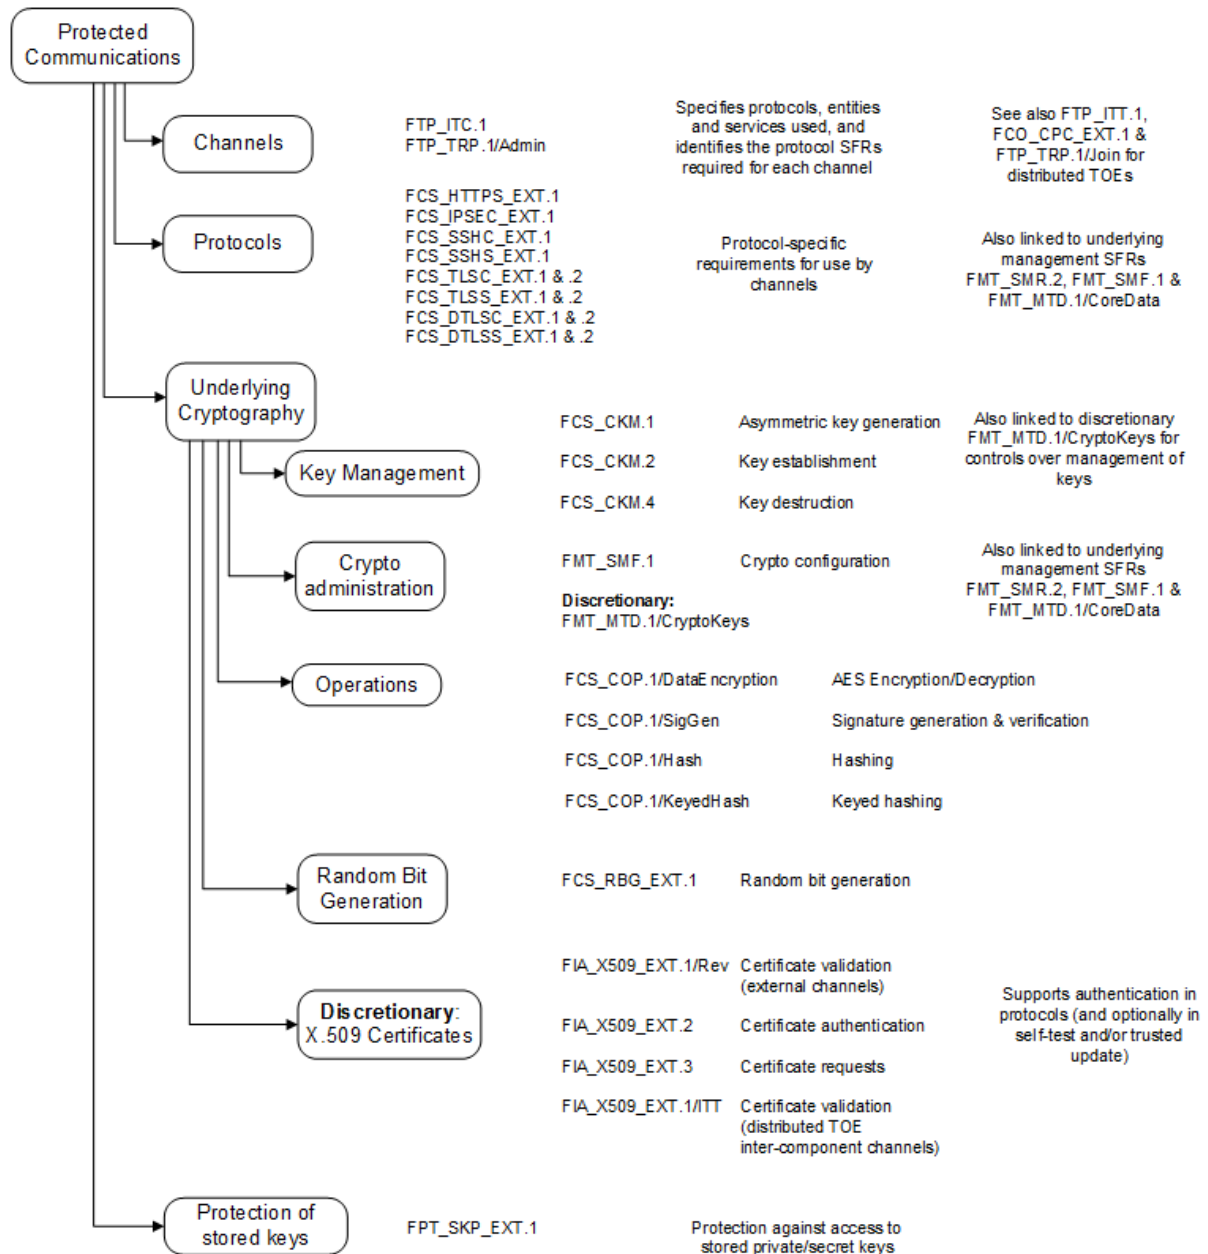 Protected
Communications
Channels
FTP_ITC.1
FTP_TRP.1/Admin
Specifies protocols, entities
and services used, and
identifies the protocol SFRs
required for each channel
See also FTP_ITT.1,
FCO_CPC_EXT.1 &
FTP_TRP.1/Join for
distributed TOEs
Protocols
FCS_HTTPS_EXT.1
FCS_IPSEC_EXT.1
FCS_SSHC_EXT.1
FCS_SSHS_EXT.1
FCS_TLSC_EXT.1 & .2
FCS_TLSS_EXT.1 & .2
FCS_DTLSC_EXT.1 & .2
FCS_DTLSS_EXT.1 & .2
Protocol-specific
requirements for use by
channels
Also linked to underlying
management SFRs
FMT_SMR.2, FMT_SMF.1 &
FMT_MTD.1/CoreData
Underlying
Cryptography
Key Management
FCS_CKM.1 Asymmetric key generation
FCS_CKM.2 Key establishment
FCS_CKM.4 Key destruction
Also linked to discretionary
FMT_MTD.1/CryptoKeys for
controls over management of
keys
Crypto
administration
FMT_SMF.1 Crypto configuration
Discretionary:
FMT_MTD.1/CryptoKeys
Also linked to underlying
management SFRs
FMT_SMR.2, FMT_SMF.1 &
FMT_MTD.1/CoreData
Operations
FCS_COP.1/DataEncryption AES Encryption/Decryption
FCS_COP.1/SigGen Signature generation & verification
FCS_COP.1/Hash Hashing
FCS_COP.1/KeyedHash Keyed hashing
Random Bit
Generation
FCS_RBG_EXT.1 Random bit generation
Discretionary:
X.509 Certificates
FIA_X509_EXT.1/Rev Certificate validation
(external channels)
FIA_X509_EXT.2 Certificate authentication
FIA_X509_EXT.3 Certificate requests
FIA_X509_EXT.1/ITT Certificate validation
(distributed TOE
inter-component channels)
Supports authentication in
protocols (and optionally in
self-test and/or trusted
update)
Protection of
stored keys
FPT_SKP_EXT.1
Protection against access to
stored private/secret keys